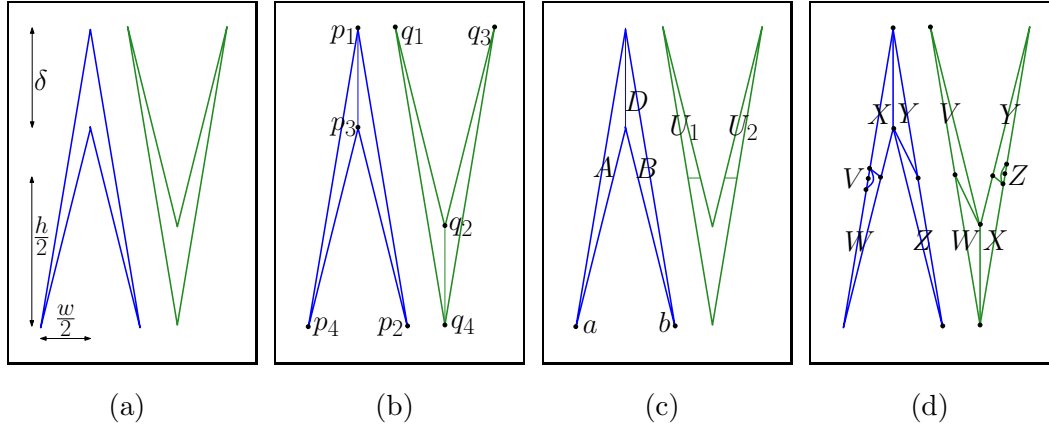 δ
h/2
w/2
p₁ q₁ q₃
p₃
q₂
p₄ p₂ q₄
D
U₁ U₂
A B
a b
X Y V Y
V Z
W Z W X
(a) (b) (c) (d)